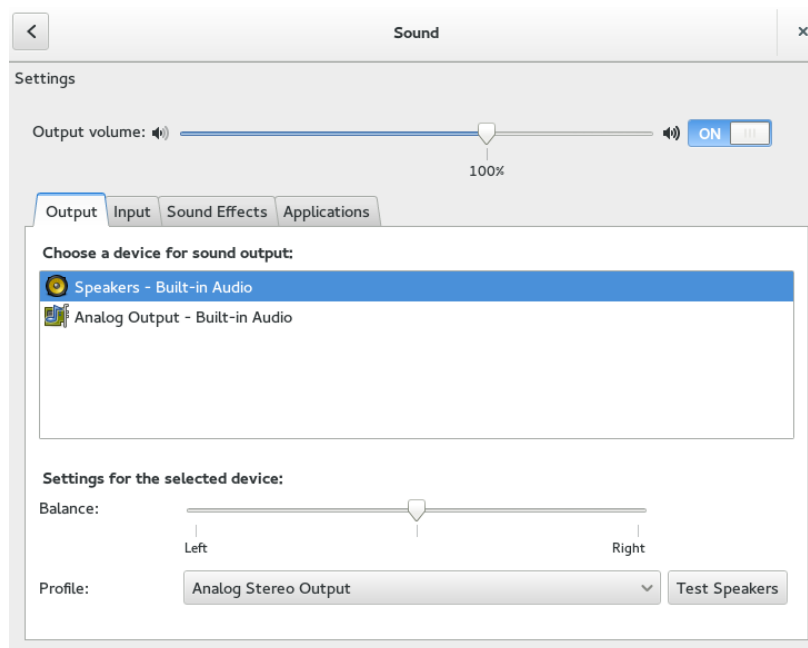 Sound
Settings
Output volume: ON
100%
Output Input Sound Effects Applications
Choose a device for sound output:
Speakers - Built-in Audio
Analog Output - Built-in Audio
Settings for the selected device:
Balance:
Left Right
Profile: Analog Stereo Output Test Speakers